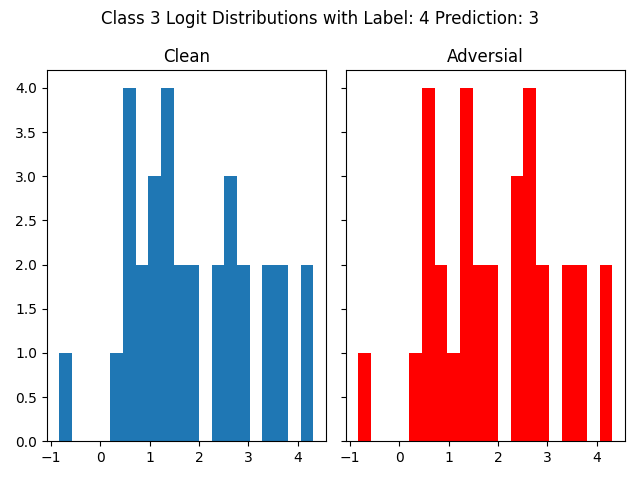 Class 3 Logit Distributions with Label: 4 Prediction: 3
Clean
Adversial
4.0
3.5
3.0
2.5
2.0
1.5
1.0
0.5
0.0
−1 0 1 2 3 4
−1 0 1 2 3 4